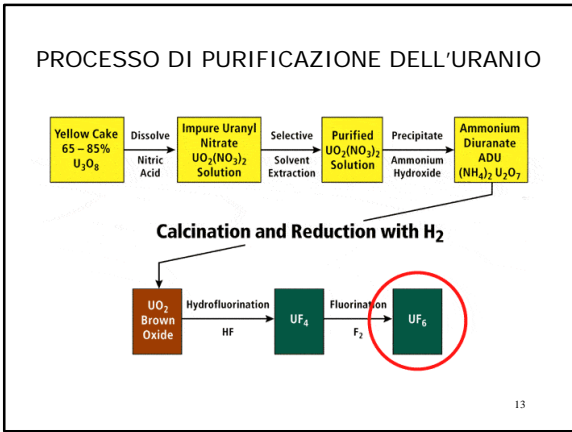 PROCESSO DI PURIFICAZIONE DELL'URANIO
Yellow Cake
65 – 85%
U₃O₈
Dissolve
Nitric
Acid
Impure Uranyl
Nitrate
UO₂(NO₃)₂
Solution
Selective
Solvent
Extraction
Purified
UO₂(NO₃)₂
Solution
Precipitate
Ammonium
Hydroxide
Ammonium
Diuranate
ADU
(NH₄)₂ U₂O₇
Calcination and Reduction with H₂
UO₂
Brown
Oxide
Hydrofluorination
HF
UF₄
Fluorination
F₂
UF₆
13